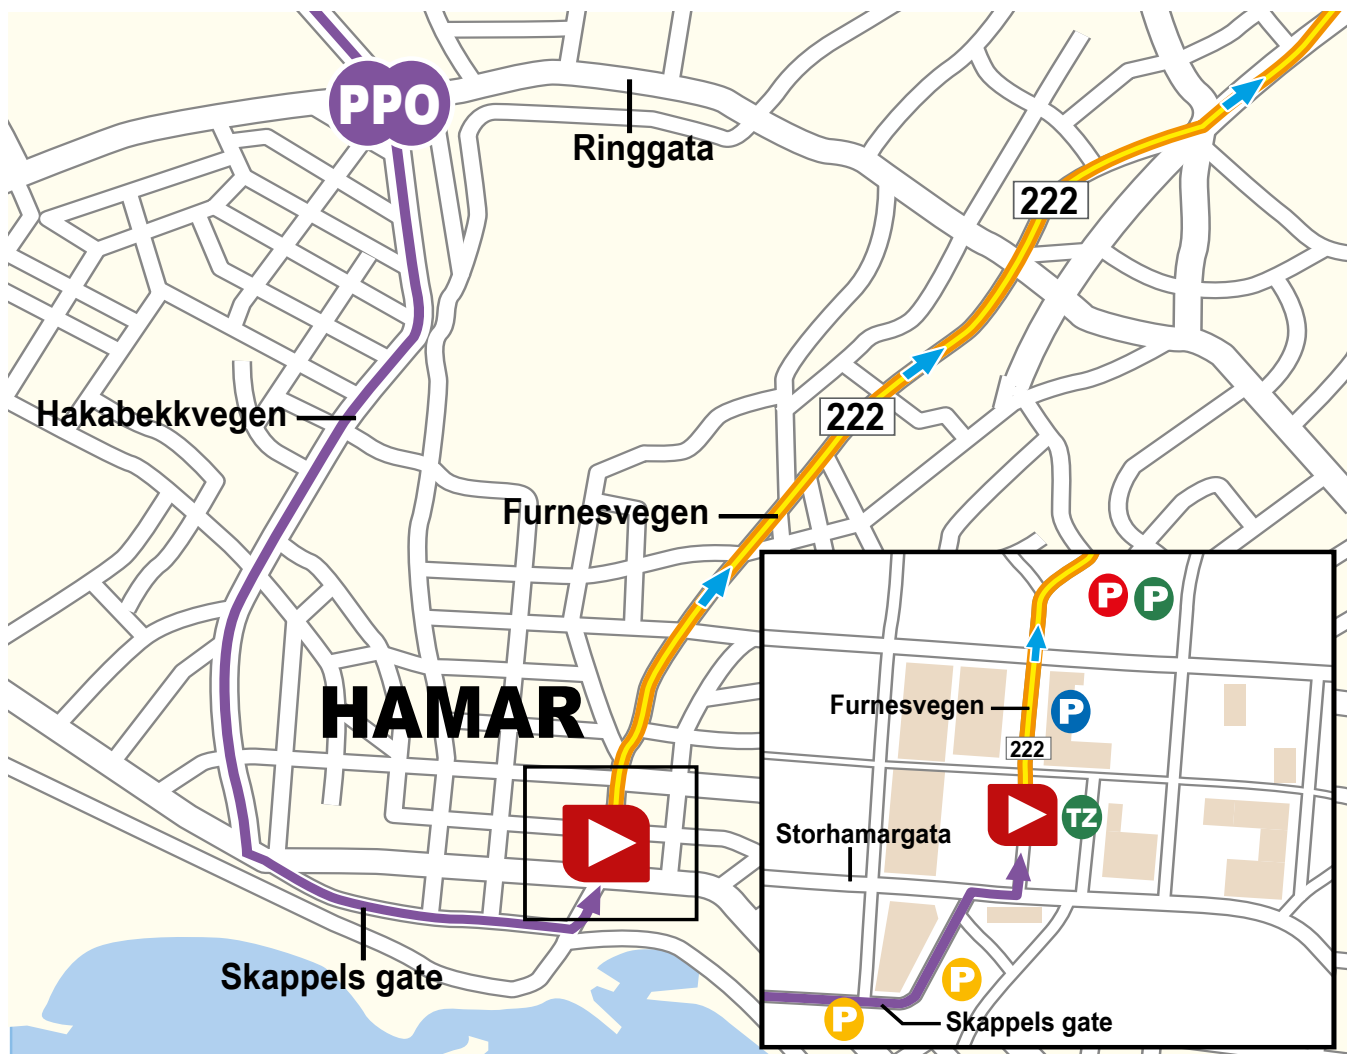 PPO
Ringgata
222
Hakabekkvegen
222
Furnesvegen
HAMAR
Skappels gate
P
P
Furnesvegen
P
222
TZ
Storhamargata
P
P
Skappels gate